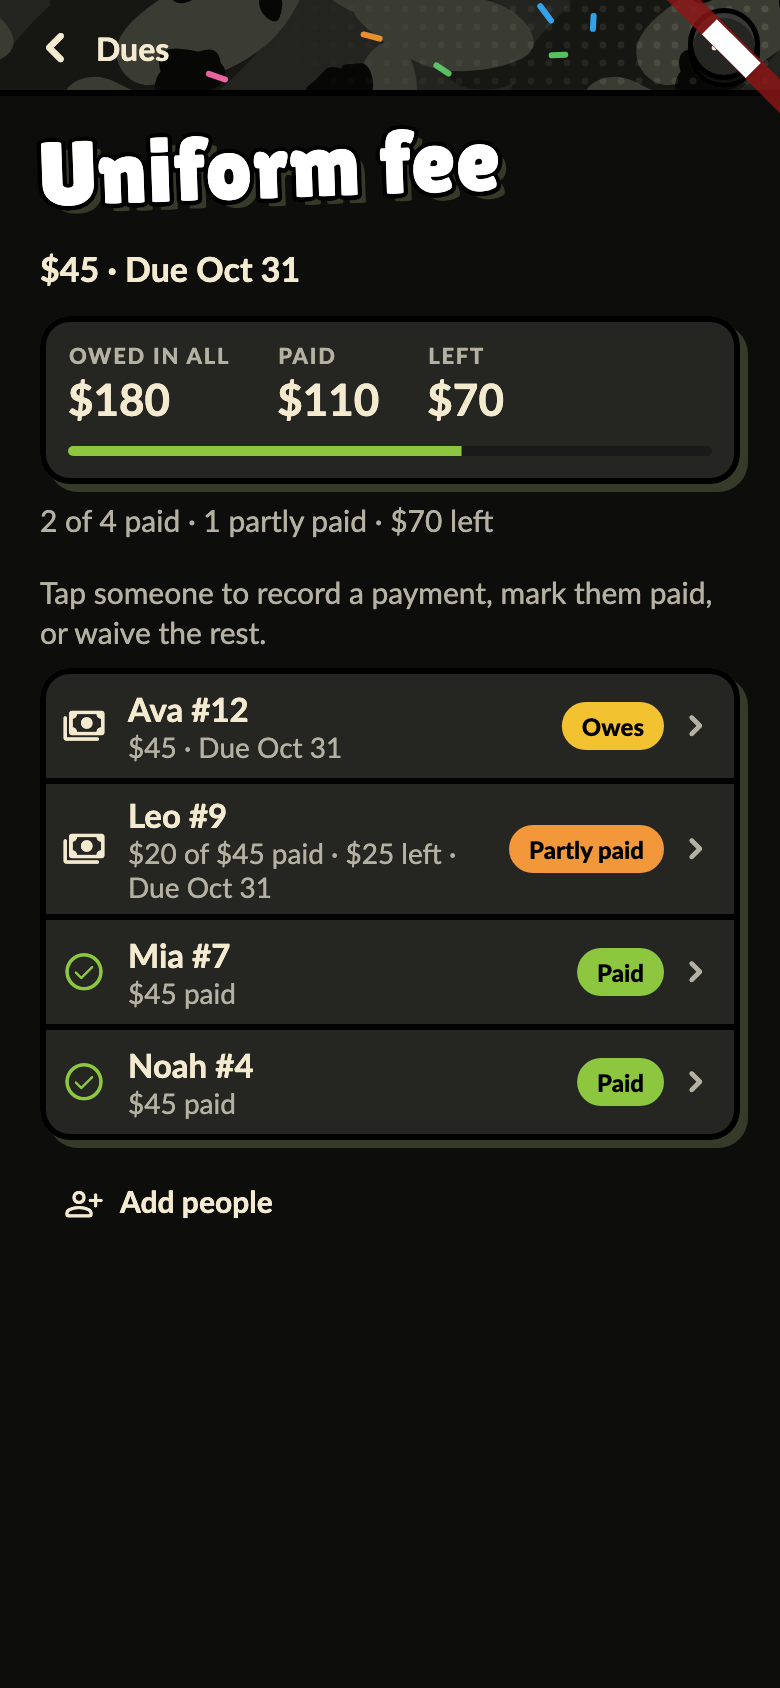 Dues
Uniform fee
$45 · Due Oct 31
OWED IN ALL PAID LEFT
$180 $110 $70
2 of 4 paid · 1 partly paid · $70 left
Tap someone to record a payment, mark them paid,
or waive the rest.
Ava #12
$45 · Due Oct 31
Owes
Leo #9
$20 of $45 paid · $25 left ·
Due Oct 31
Partly paid
Mia #7
$45 paid
Paid
Noah #4
$45 paid
Paid
Add people